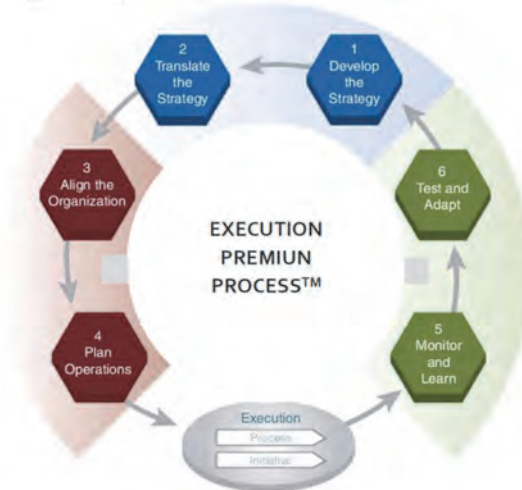 1
Develop
the
Strategy
2
Translate
the
Strategy
3
Align the
Organization
4
Plan
Operations
Execution
Process
Initiative
5
Monitor
and
Learn
6
Test and
Adapt
EXECUTION
PREMIUN
PROCESS™